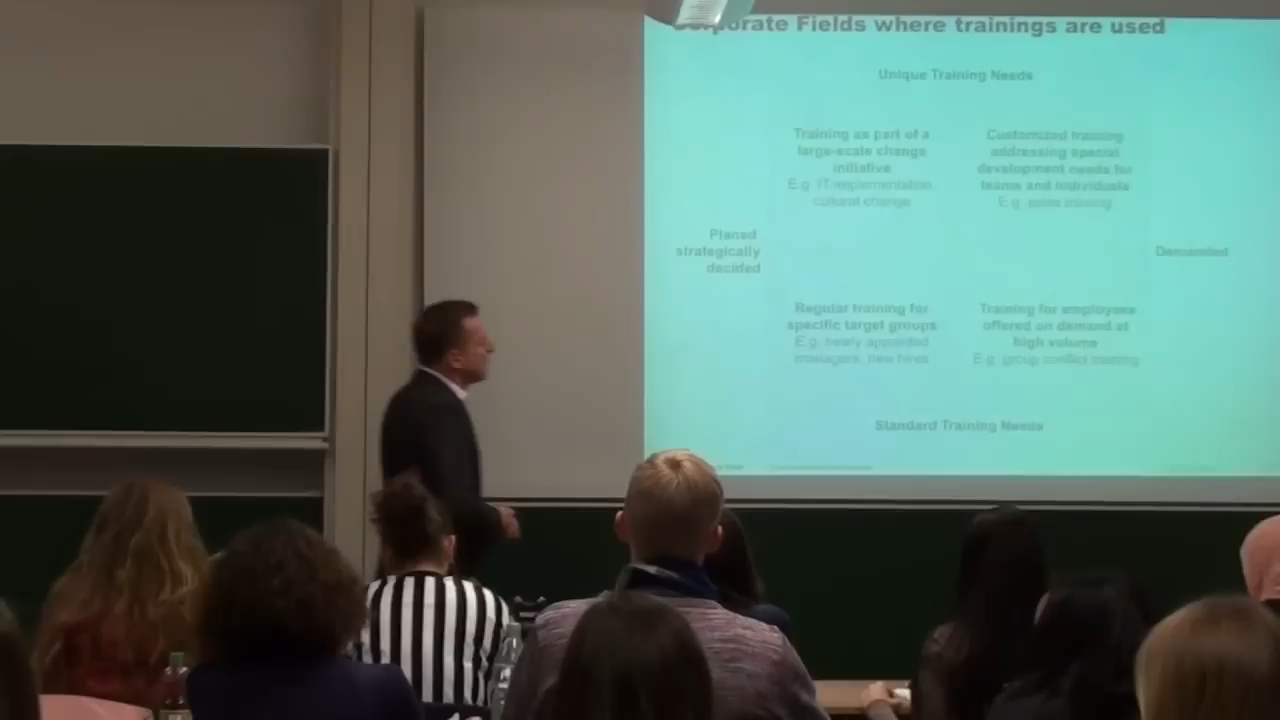 Corporate Fields where trainings are used
Unique Training Needs
Training as part of a
large-scale change
initiative
E.g. IT-implementation,
cultural change
Customized training
addressing special
development needs for
teams and individuals
E.g. sales training
Planed
strategically
decided
Demanded
Regular training for
specific target groups
E.g. newly appointed
managers, new hires
Training for employees
offered on demand at
high volume
E.g. group conflict training
Standard Training Needs